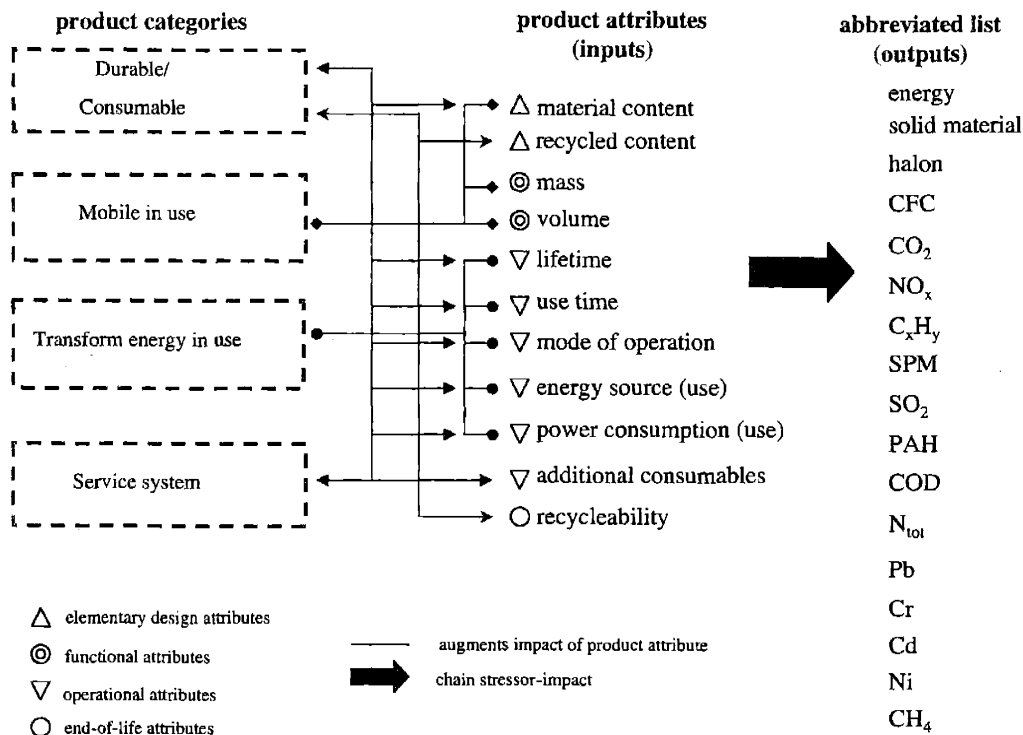 product categories
Durable/
Consumable
Mobile in use
Transform energy in use
Service system
product attributes
(inputs)
material content
recycled content
mass
volume
lifetime
use time
mode of operation
energy source (use)
power consumption (use)
additional consumables
recycleability
abbreviated list
(outputs)
energy
solid material
halon
CFC
CO₂
NOₓ
CₓHᵧ
SPM
SO₂
PAH
COD
N_tot
Pb
Cr
Cd
Ni
CH₄
elementary design attributes
functional attributes
operational attributes
end-of-life attributes
augments impact of product attribute
chain stressor-impact